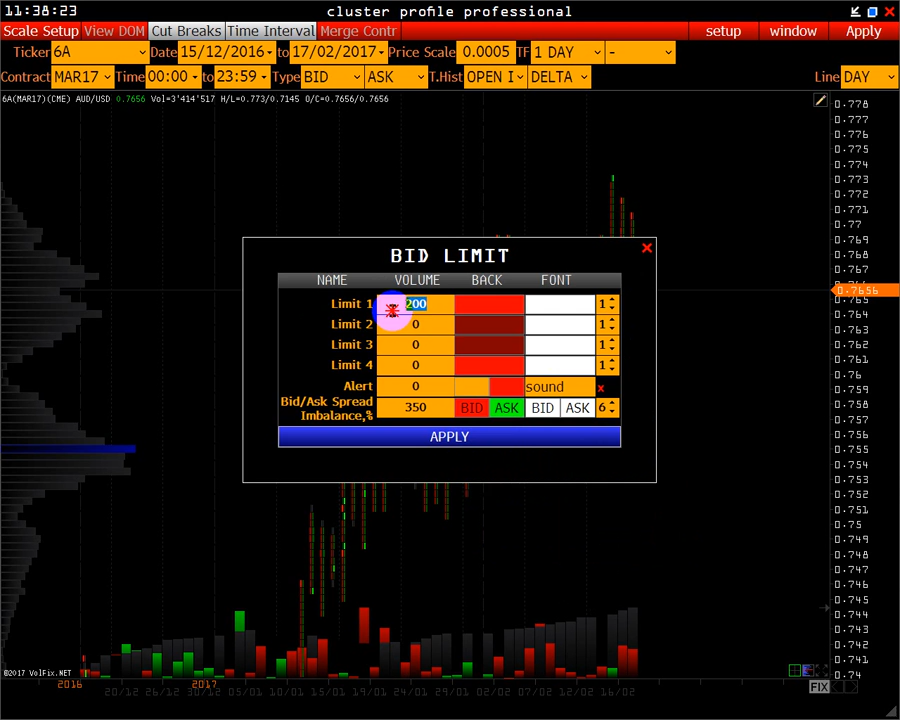 11:38:23 cluster profile professional
Scale Setup View DOM Cut Breaks Time Interval Merge Contr setup window Apply
Ticker 6A Date 15/12/2016 to 17/02/2017 Price Scale 0.0005 TF 1 DAY -
Contract MAR17 Time 00:00 to 23:59 Type BID ASK T.Hist OPEN I DELTA Line DAY
6A(MAR17)(CME) AUD/USD 0.7656 Vol=3'414'517 H/L=0.773/0.7145 O/C=0.7656/0.7656
0.778
0.777
0.776
0.775
0.774
0.773
0.772
0.771
0.77
0.769
0.768
0.767
0.7656
0.765
0.764
0.763
0.762
0.761
0.76
0.759
0.758
0.757
0.756
0.755
0.754
0.753
0.752
0.751
0.75
0.749
0.748
0.747
0.746
0.745
0.744
0.743
0.742
0.741
0.74
BID LIMIT
NAME VOLUME BACK FONT
Limit 1 200 1
Limit 2 0 1
Limit 3 0 1
Limit 4 0 1
Alert 0 sound x
Bid/Ask Spread
Imbalance,% 350 BID ASK BID ASK 6
APPLY
©2017 VolFix.NET
2016 20/12 26/12 30/12 2017 05/01 10/01 15/01 19/01 24/01 29/01 02/02 07/02 12/02 16/02
FIX